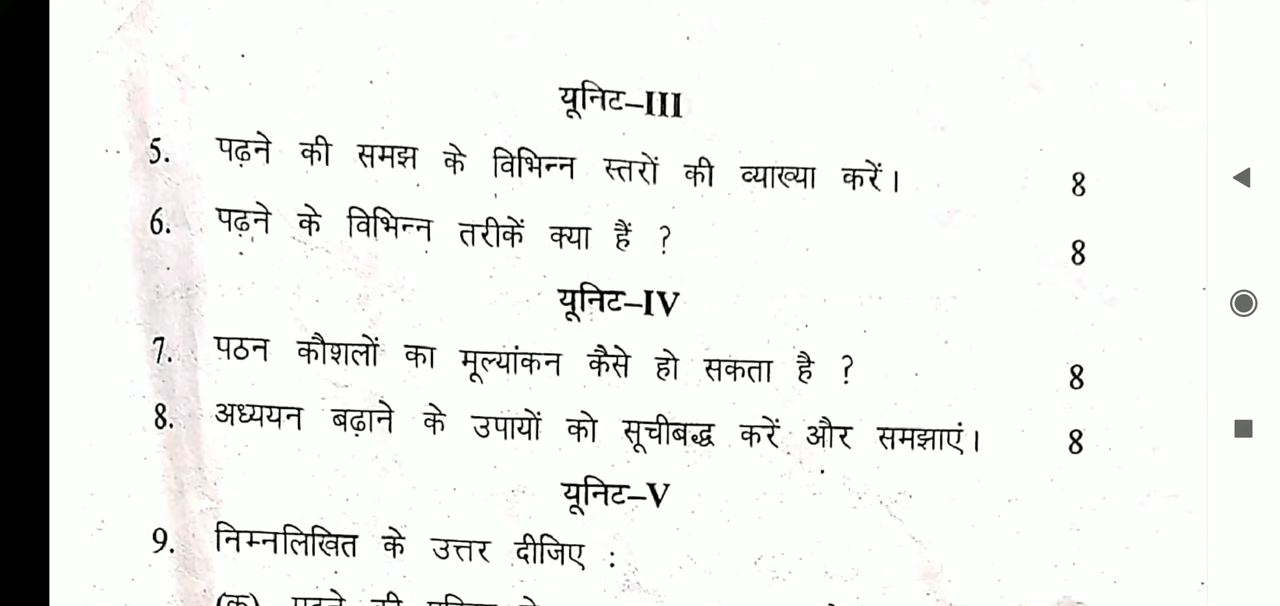 यूनिट–III
5. पढ़ने की समझ के विभिन्न स्तरों की व्याख्या करें। 8
6. पढ़ने के विभिन्न तरीकें क्या हैं ? 8
यूनिट–IV
7. पठन कौशलों का मूल्यांकन कैसे हो सकता है ? 8
8. अध्ययन बढ़ाने के उपायों को सूचीबद्ध करें और समझाएं। 8
यूनिट–V
9. निम्नलिखित के उत्तर दीजिए :
(क) पढ़ने की